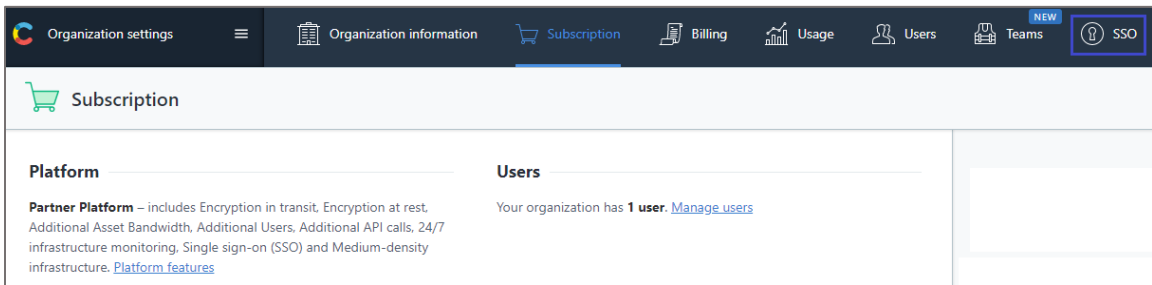 Organization settings
Organization information
Subscription
Billing
Usage
Users
NEW
Teams
SSO
Subscription
Platform
Partner Platform – includes Encryption in transit, Encryption at rest,
Additional Asset Bandwidth, Additional Users, Additional API calls, 24/7
infrastructure monitoring, Single sign-on (SSO) and Medium-density
infrastructure. Platform features
Users
Your organization has 1 user. Manage users